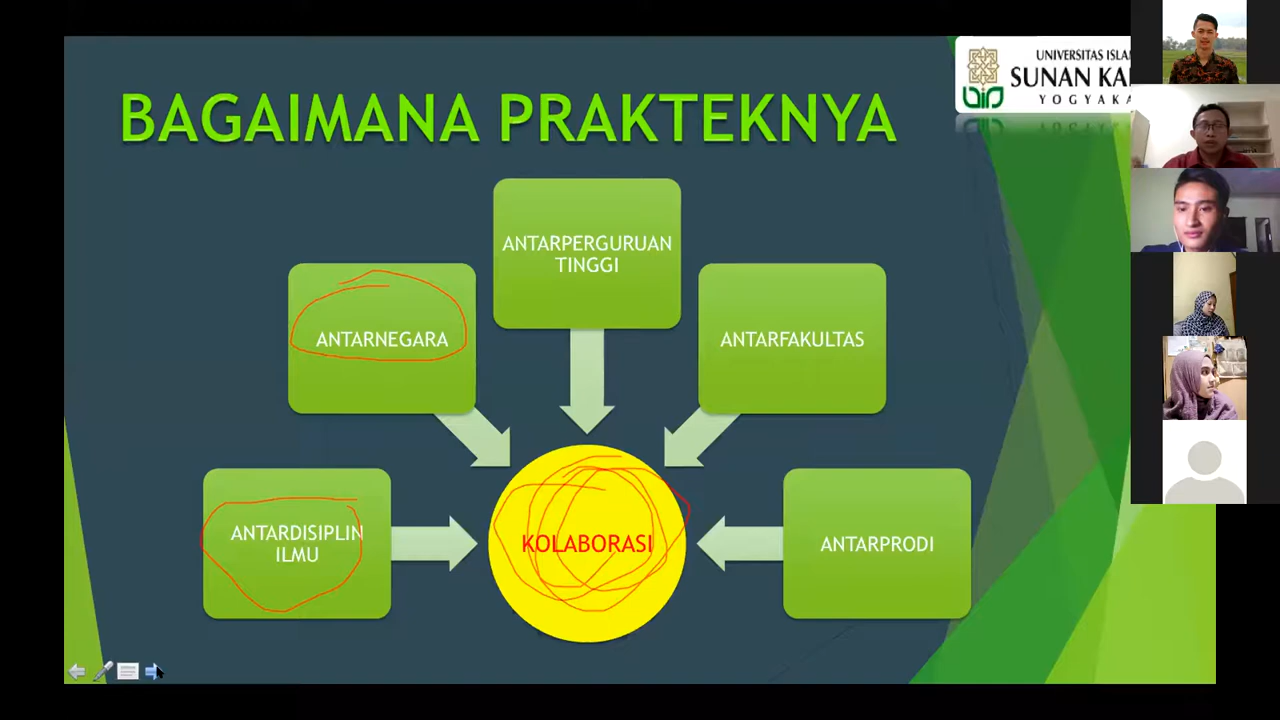 BAGAIMANA PRAKTEKNYA
UNIVERSITAS ISLA
SUNAN KA
YOGYAKA
ANTARPERGURUAN
TINGGI
ANTARNEGARA
ANTARFAKULTAS
ANTARDISIPLIN
ILMU
KOLABORASI
ANTARPRODI